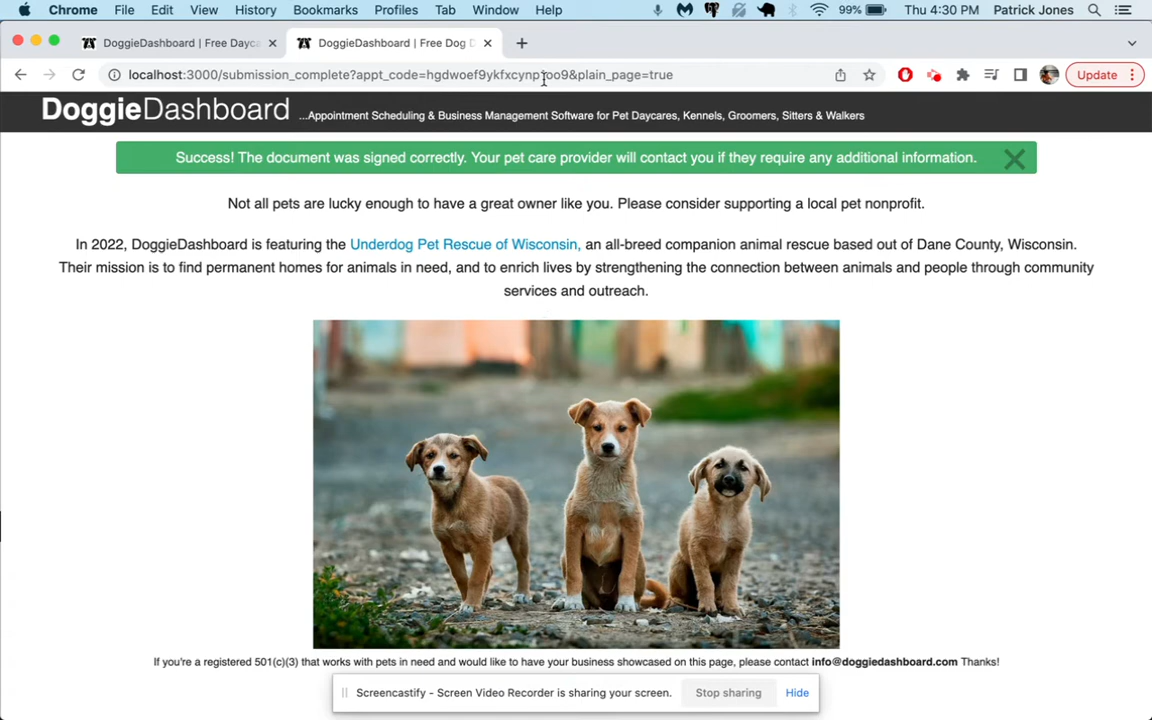 Chrome File Edit View History Bookmarks Profiles Tab Window Help 99% Thu 4:30 PM Patrick Jones
DoggieDashboard | Free Dayca
DoggieDashboard | Free Dog D
localhost:3000/submission_complete?appt_code=hgdwoef9ykfxcynp oo9&plain_page=true
Update
DoggieDashboard ...Appointment Scheduling & Business Management Software for Pet Daycares, Kennels, Groomers, Sitters & Walkers
Success! The document was signed correctly. Your pet care provider will contact you if they require any additional information.
Not all pets are lucky enough to have a great owner like you. Please consider supporting a local pet nonprofit.
In 2022, DoggieDashboard is featuring the Underdog Pet Rescue of Wisconsin, an all-breed companion animal rescue based out of Dane County, Wisconsin.
Their mission is to find permanent homes for animals in need, and to enrich lives by strengthening the connection between animals and people through community
services and outreach.
If you're a registered 501(c)(3) that works with pets in need and would like to have your business showcased on this page, please contact info@doggiedashboard.com Thanks!
Screencastify - Screen Video Recorder is sharing your screen. Stop sharing Hide